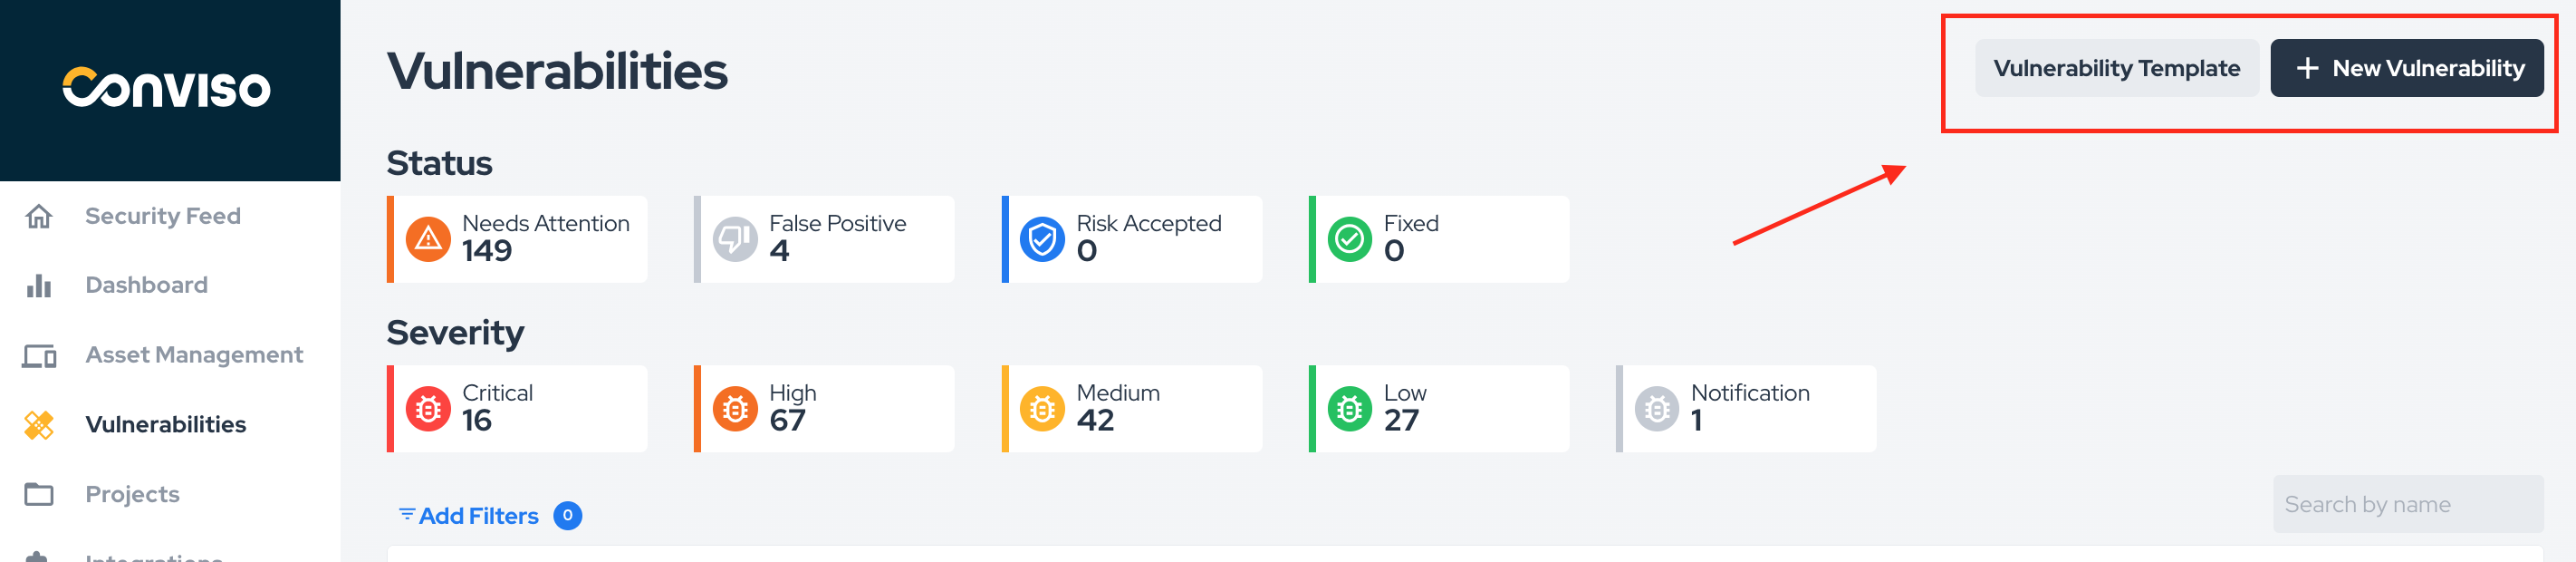 CONVISO
Security Feed
Dashboard
Asset Management
Vulnerabilities
Projects
Integrations
Vulnerabilities
Vulnerability Template
+ New Vulnerability
Status
Needs Attention
149
False Positive
4
Risk Accepted
0
Fixed
0
Severity
Critical
16
High
67
Medium
42
Low
27
Notification
1
Add Filters 0
Search by name